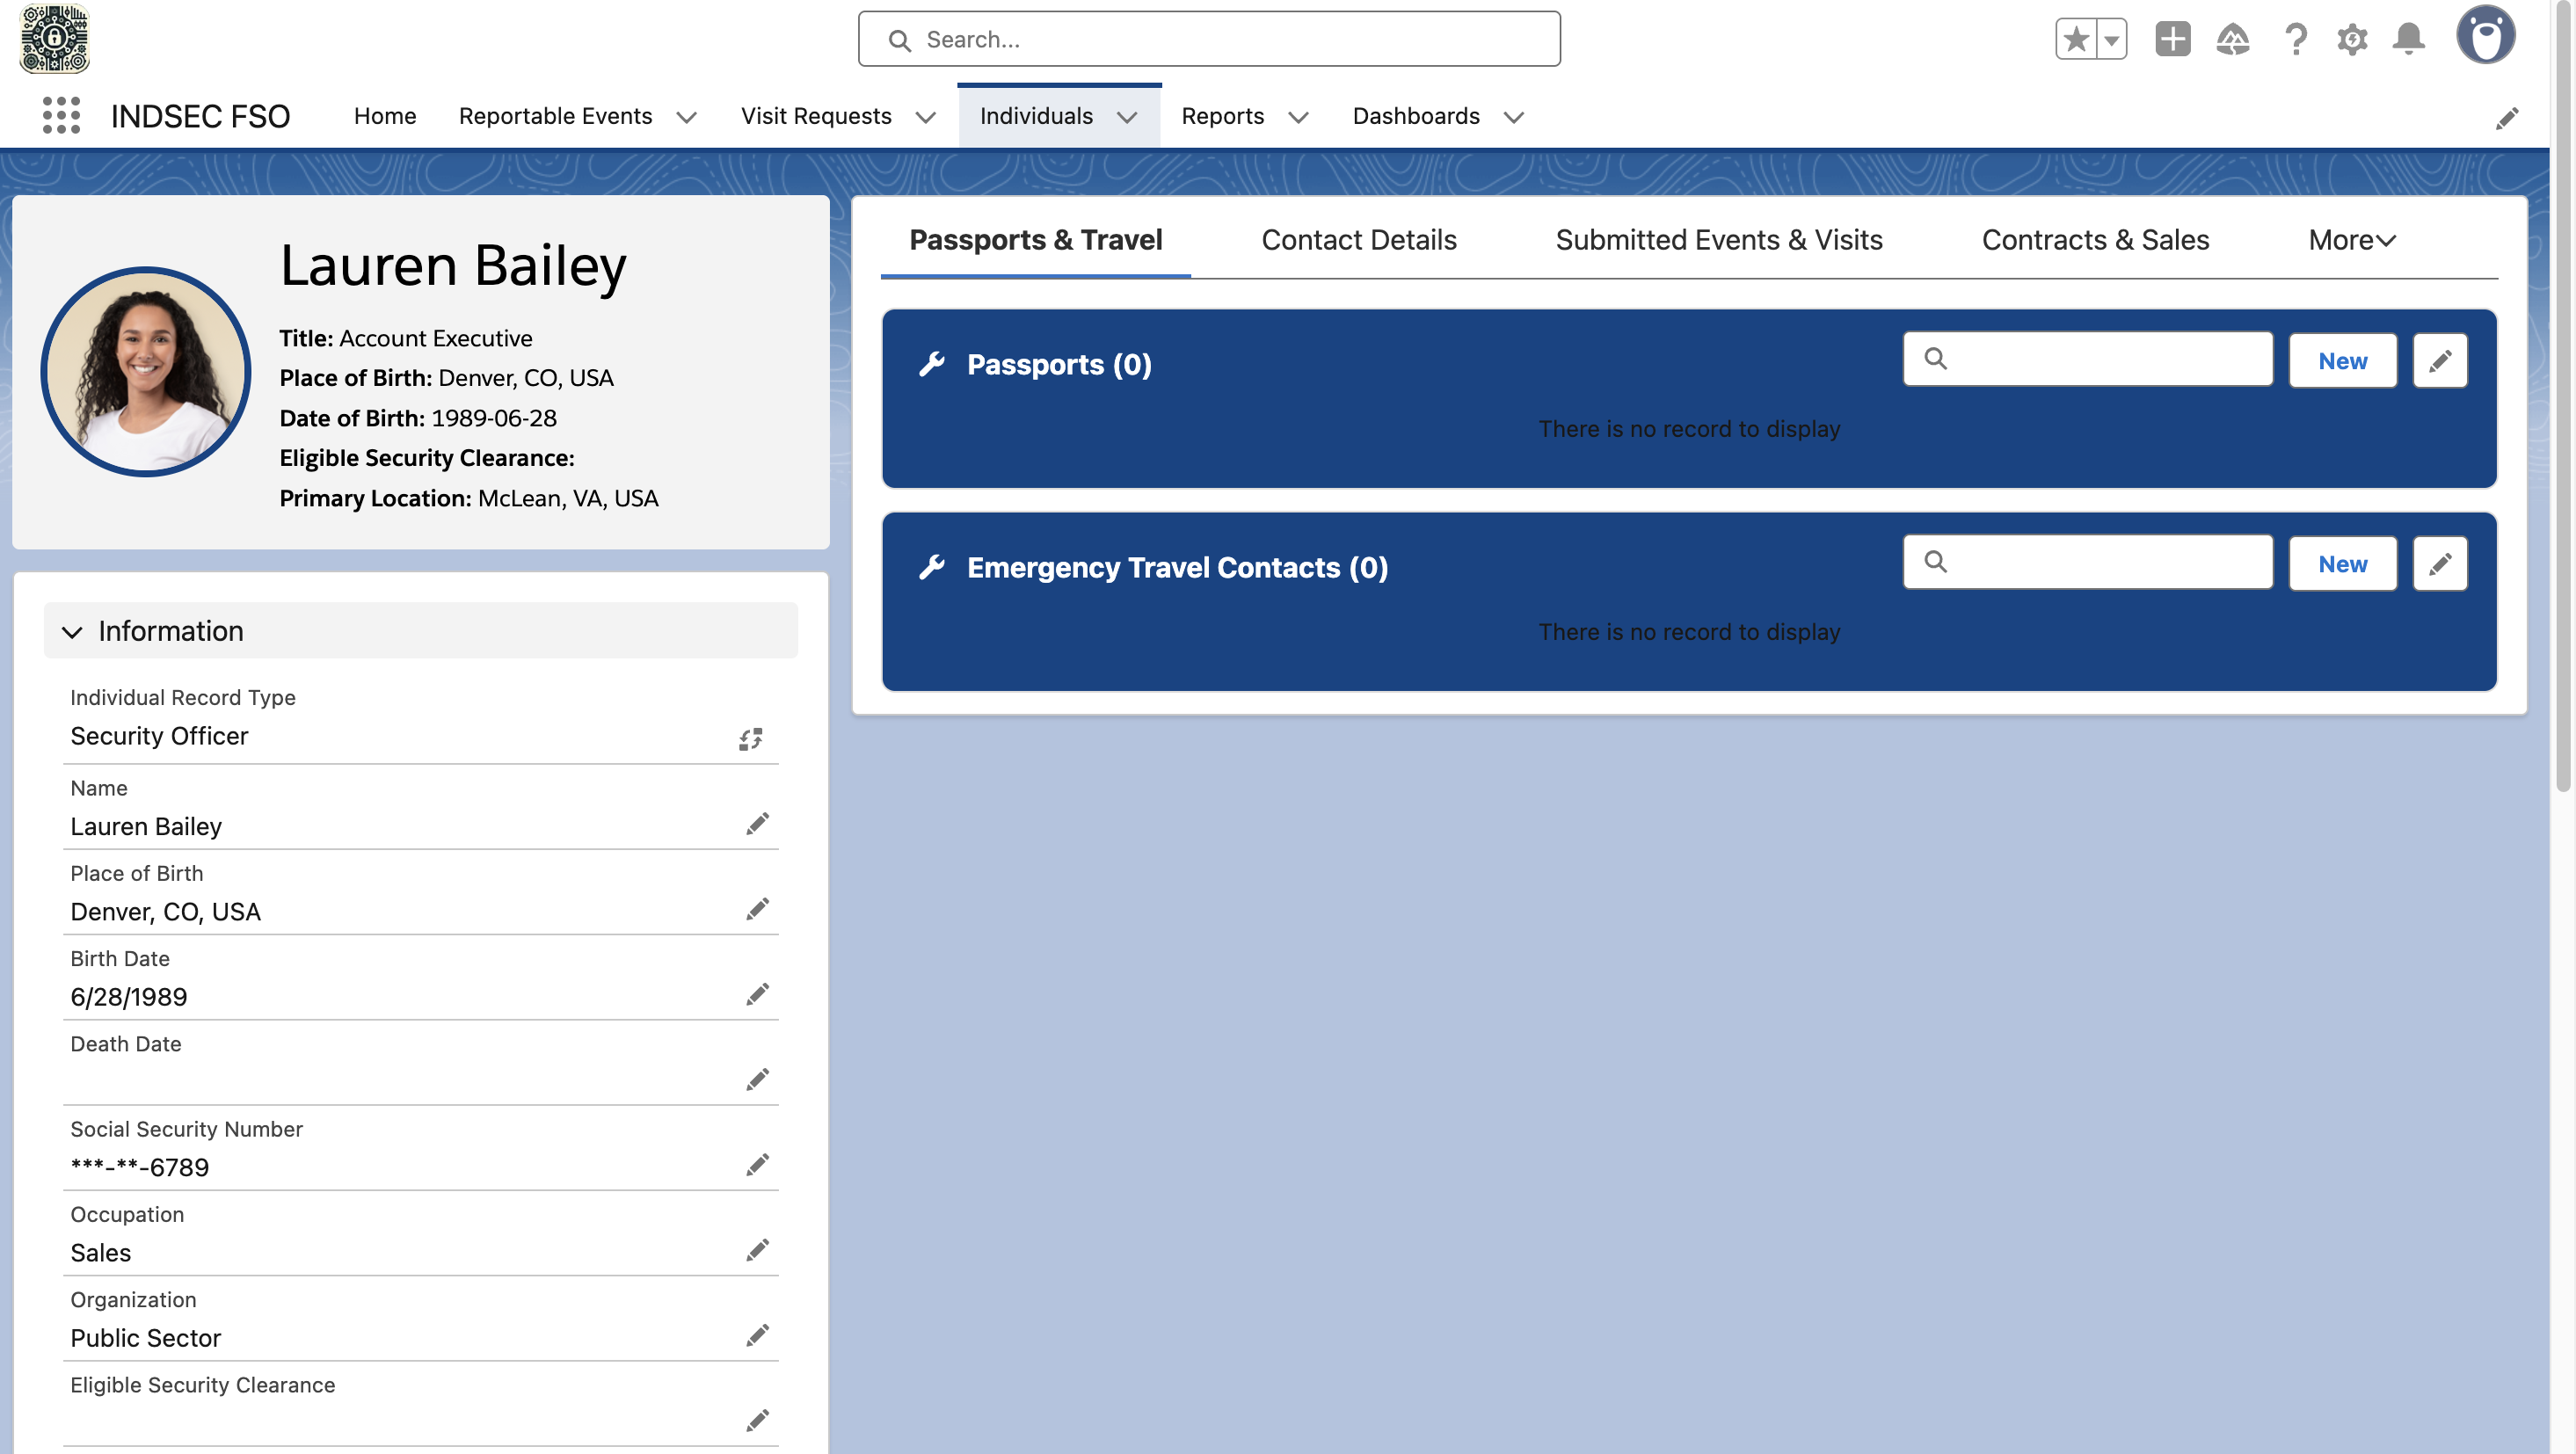 Search...
INDSEC FSO
Home
Reportable Events
Visit Requests
Individuals
Reports
Dashboards
Lauren Bailey
Title: Account Executive
Place of Birth: Denver, CO, USA
Date of Birth: 1989-06-28
Eligible Security Clearance:
Primary Location: McLean, VA, USA
Information
Individual Record Type
Security Officer
Name
Lauren Bailey
Place of Birth
Denver, CO, USA
Birth Date
6/28/1989
Death Date
Social Security Number
***-**-6789
Occupation
Sales
Organization
Public Sector
Eligible Security Clearance
Passports & Travel
Contact Details
Submitted Events & Visits
Contracts & Sales
More
Passports (0)
New
There is no record to display
Emergency Travel Contacts (0)
New
There is no record to display